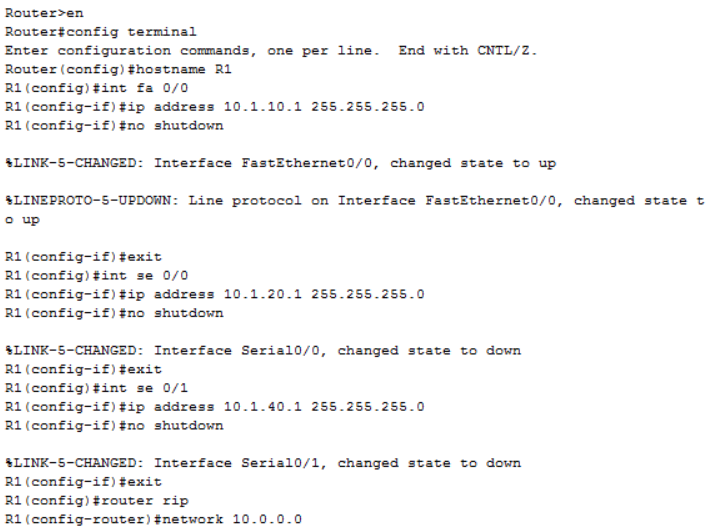 Router>en
Router#config terminal
Enter configuration commands, one per line.  End with CNTL/Z.
Router(config)#hostname R1
R1(config)#int fa 0/0
R1(config-if)#ip address 10.1.10.1 255.255.255.0
R1(config-if)#no shutdown
%LINK-5-CHANGED: Interface FastEthernet0/0, changed state to up
%LINEPROTO-5-UPDOWN: Line protocol on Interface FastEthernet0/0, changed state t
o up
R1(config-if)#exit
R1(config)#int se 0/0
R1(config-if)#ip address 10.1.20.1 255.255.255.0
R1(config-if)#no shutdown
%LINK-5-CHANGED: Interface Serial0/0, changed state to down
R1(config-if)#exit
R1(config)#int se 0/1
R1(config-if)#ip address 10.1.40.1 255.255.255.0
R1(config-if)#no shutdown
%LINK-5-CHANGED: Interface Serial0/1, changed state to down
R1(config-if)#exit
R1(config)#router rip
R1(config-router)#network 10.0.0.0